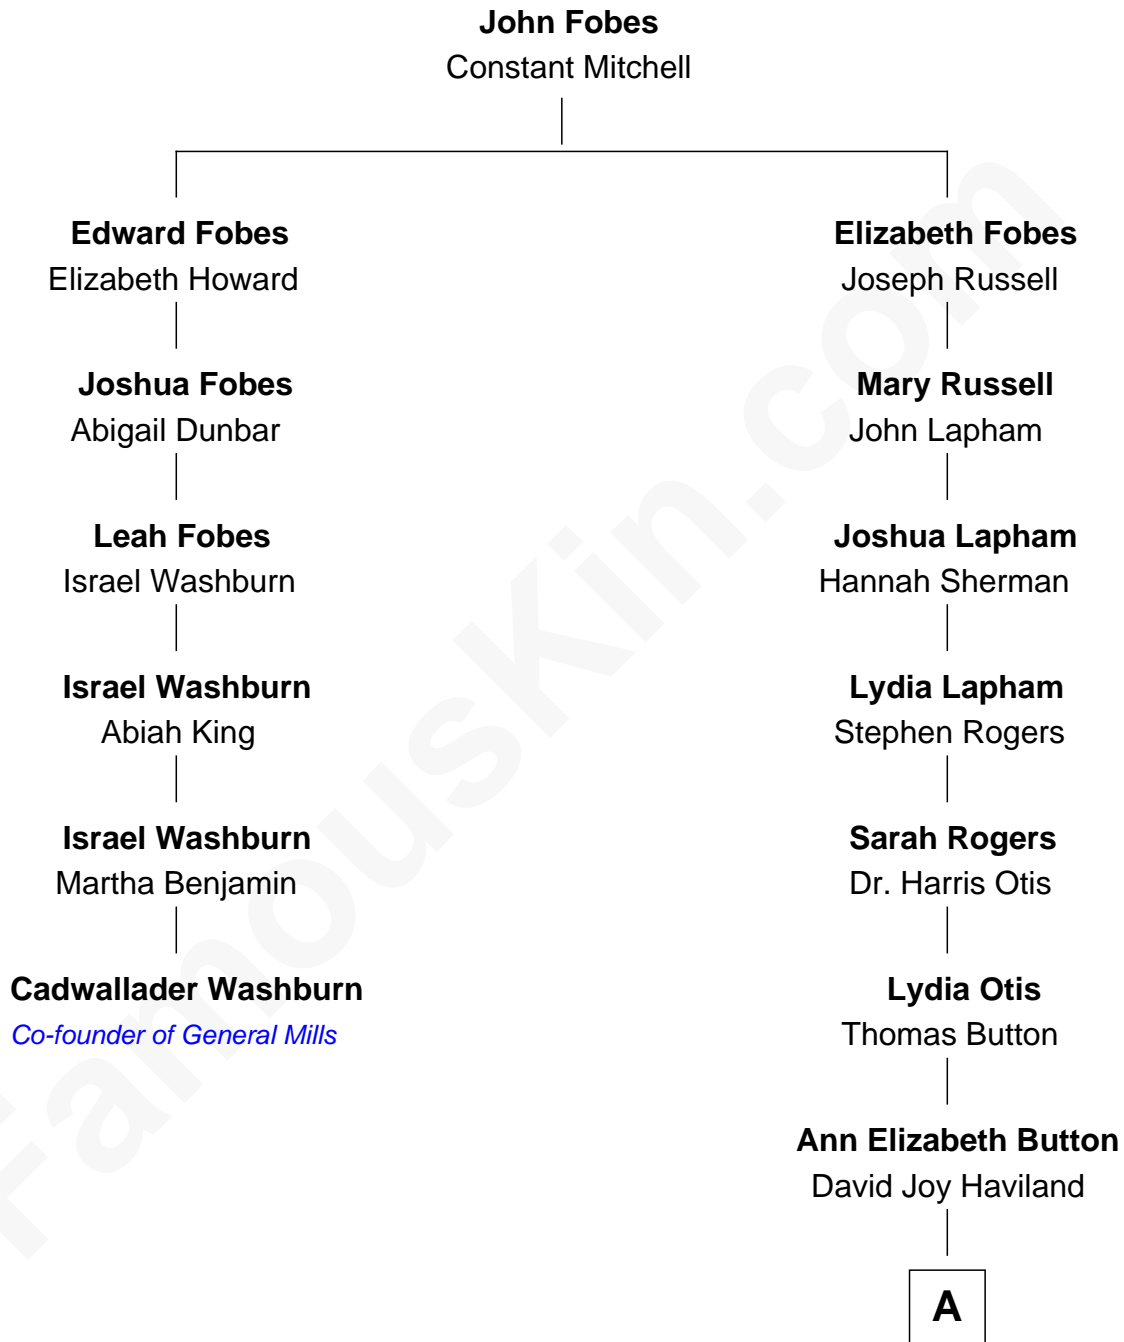 John Fobes
Constant Mitchell
Edward Fobes
Elizabeth Howard
Joshua Fobes
Abigail Dunbar
Leah Fobes
Israel Washburn
Israel Washburn
Abiah King
Israel Washburn
Martha Benjamin
Cadwallader Washburn
Co-founder of General Mills
Elizabeth Fobes
Joseph Russell
Mary Russell
John Lapham
Joshua Lapham
Hannah Sherman
Lydia Lapham
Stephen Rogers
Sarah Rogers
Dr. Harris Otis
Lydia Otis
Thomas Button
Ann Elizabeth Button
David Joy Haviland
A
FamousKin.com